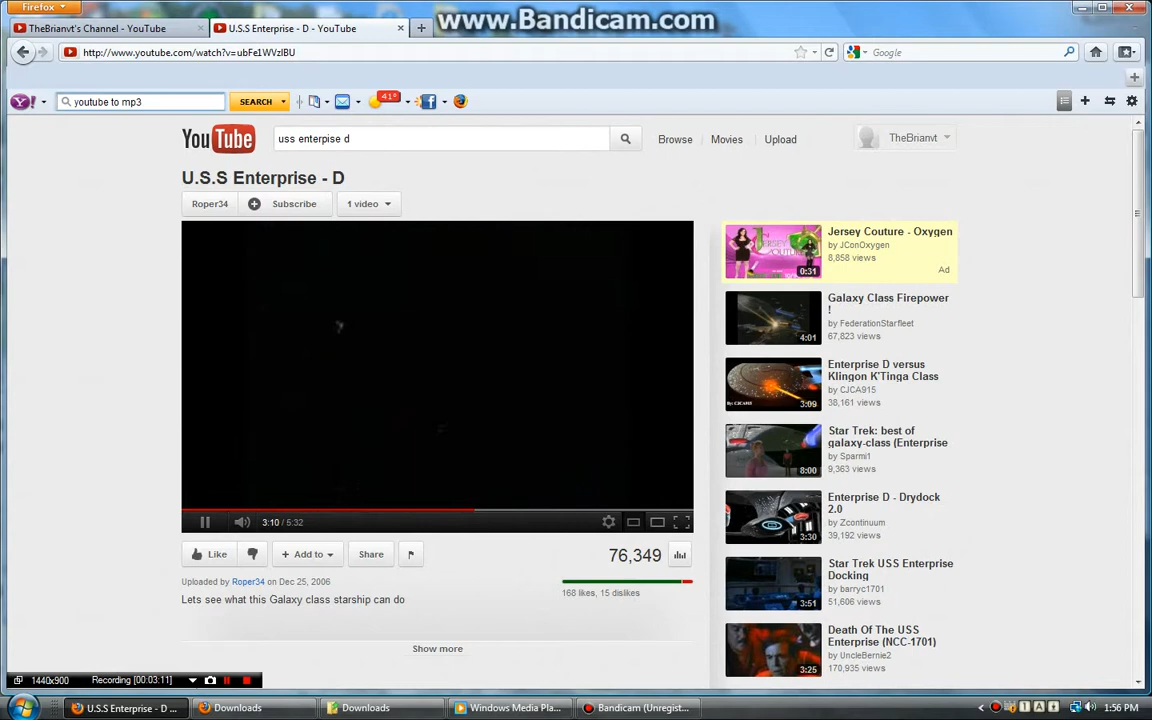 Firefox
www.Bandicam.com
TheBrianvt's Channel - YouTube
U.S.S Enterprise - D - YouTube
http://www.youtube.com/watch?v=ubFe1WVzIBU
Google
youtube to mp3
SEARCH
41°
YouTube
uss enterpise d
Browse
Movies
Upload
TheBrianvt
U.S.S Enterprise - D
Roper34
Subscribe
1 video
3:10 / 5:32
Like
Add to
Share
76,349
Uploaded by Roper34 on Dec 25, 2006
168 likes, 15 dislikes
Lets see what this Galaxy class starship can do
Show more
0:31
Jersey Couture - Oxygen
by JConOxygen
8,858 views
Ad
4:01
Galaxy Class Firepower
!
by FederationStarfleet
67,823 views
3:09
Enterprise D versus
Klingon K'Tinga Class
by CJCA915
38,161 views
8:00
Star Trek: best of
galaxy-class (Enterprise
by Sparmi1
9,363 views
3:30
Enterprise D - Drydock
2.0
by Zcontinuum
39,192 views
3:51
Star Trek USS Enterprise
Docking
by barryc1701
51,606 views
3:25
Death Of The USS
Enterprise (NCC-1701)
by UncleBernie2
170,935 views
1440x900
Recording [00:03:11]
U.S.S Enterprise - D ...
Downloads
Downloads
Windows Media Pla...
Bandicam (Unregist...
1:56 PM